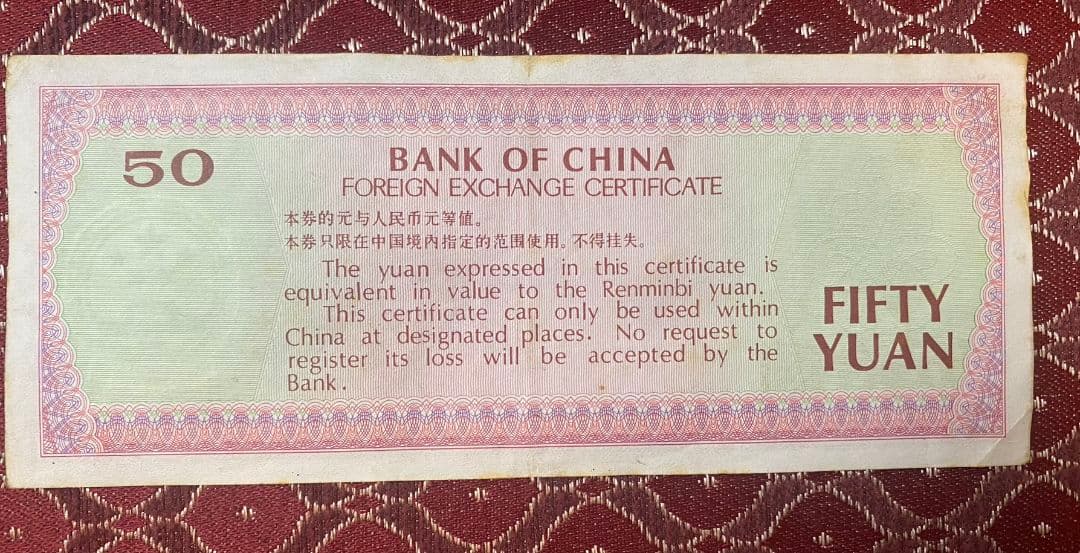 50
BANK OF CHINA
FOREIGN EXCHANGE CERTIFICATE
本券的元与人民币元等值。
本券只限在中国境内指定的范围使用。不得挂失。
The yuan expressed in this certificate is
equivalent in value to the Renminbi yuan.
This certificate can only be used within
China at designated places. No request to
register its loss will be accepted by the
Bank.
FIFTY
YUAN